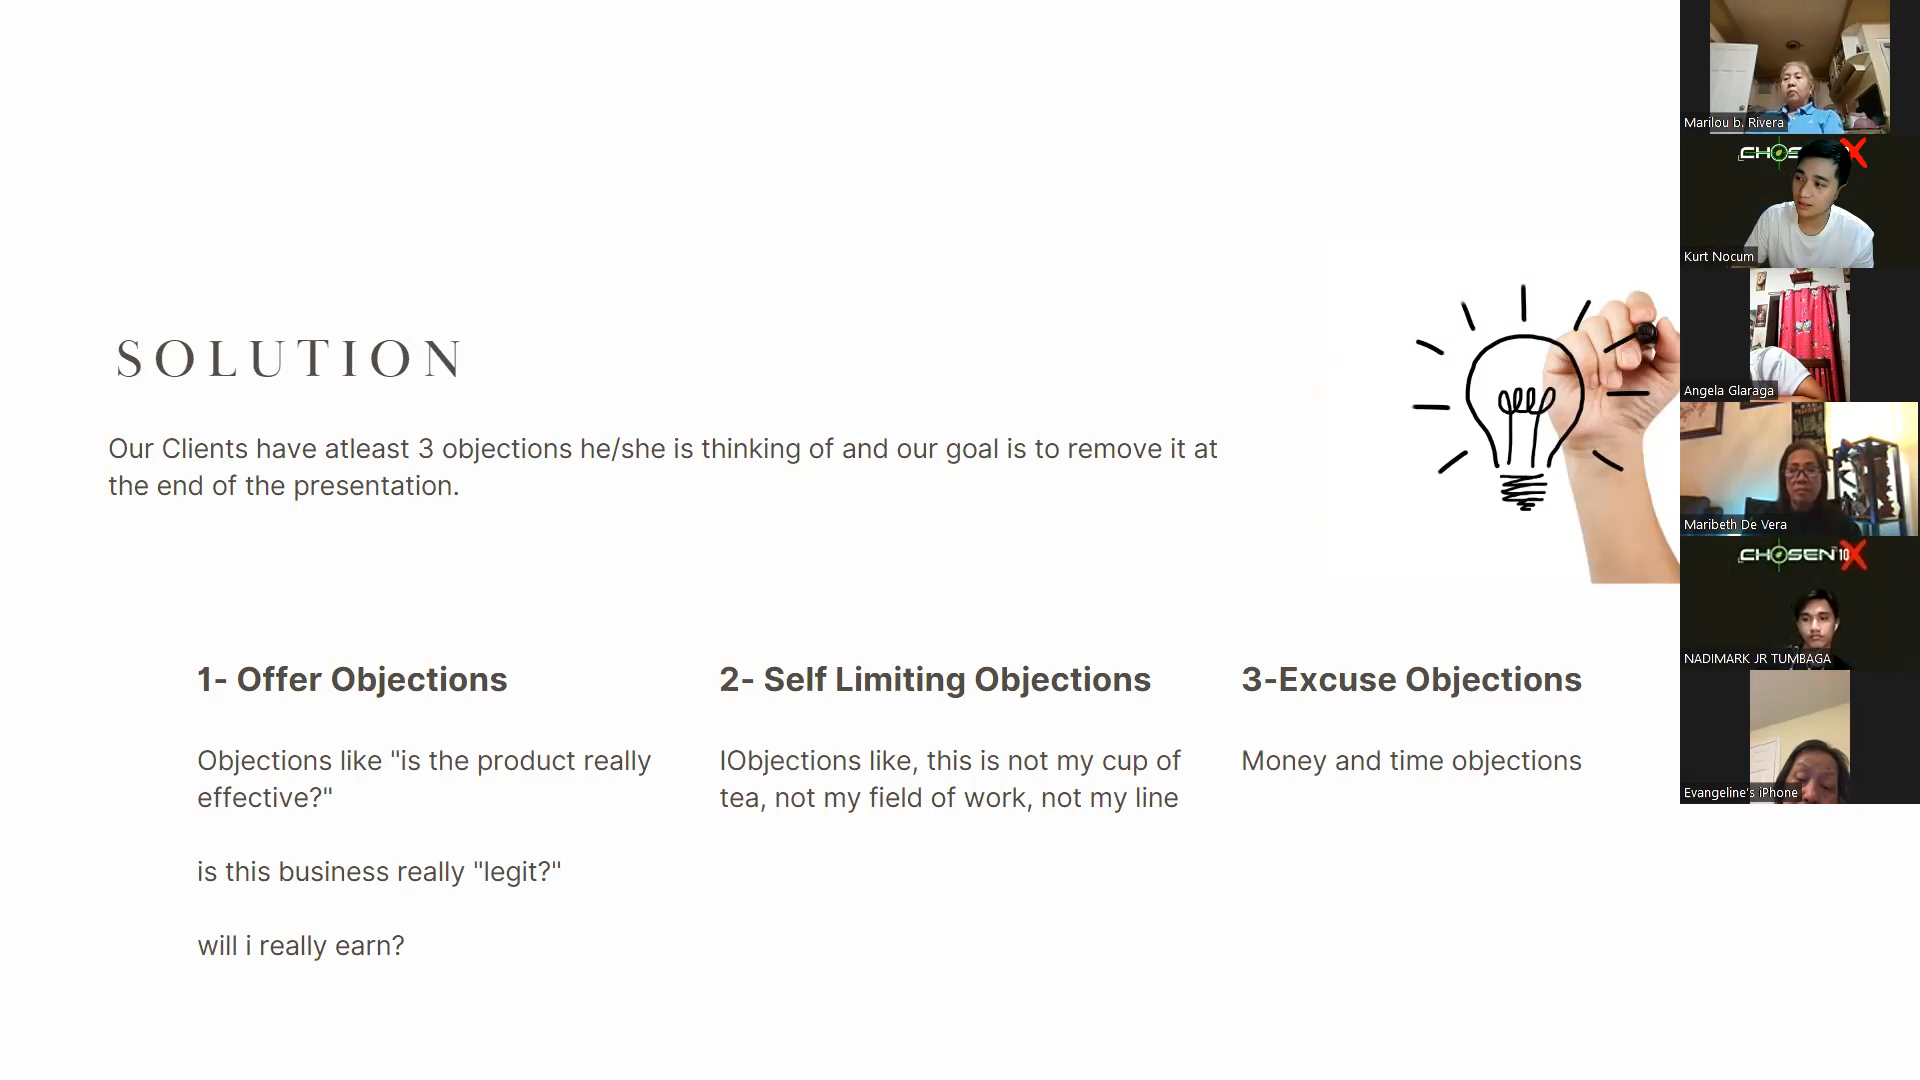 SOLUTION
Our Clients have atleast 3 objections he/she is thinking of and our goal is to remove it at
the end of the presentation.
1- Offer Objections
Objections like "is the product really
effective?"
is this business really "legit?"
will i really earn?
2- Self Limiting Objections
IObjections like, this is not my cup of
tea, not my field of work, not my line
3-Excuse Objections
Money and time objections
Marilou b. Rivera
CHOS X
Kurt Nocum
Angela Glaraga
Maribeth De Vera
CHOSEN 10X
NADIMARK JR TUMBAGA
Evangeline's iPhone